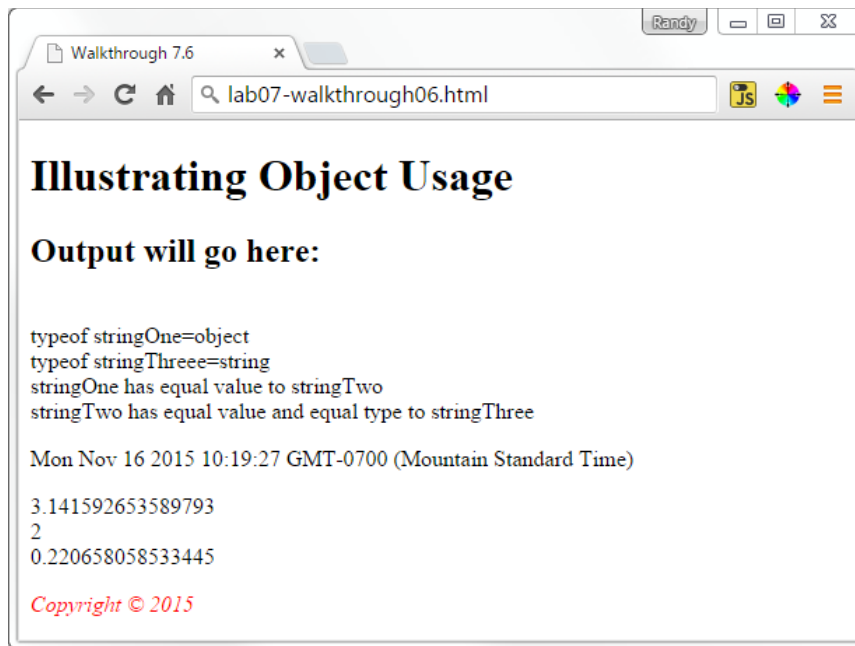 Randy
Walkthrough 7.6
lab07-walkthrough06.html
JS
Illustrating Object Usage
Output will go here:
typeof stringOne=object
typeof stringThreee=string
stringOne has equal value to stringTwo
stringTwo has equal value and equal type to stringThree
Mon Nov 16 2015 10:19:27 GMT-0700 (Mountain Standard Time)
3.141592653589793
2
0.220658058533445
Copyright © 2015